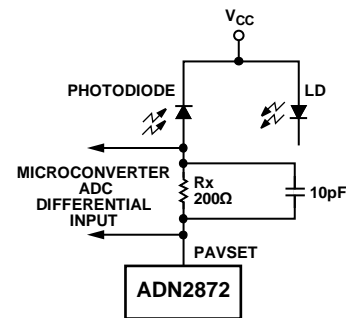 VCC
PHOTODIODE
LD
MICROCONVERTER
ADC
DIFFERENTIAL
INPUT
Rx
200Ω
10pF
PAVSET
ADN2872